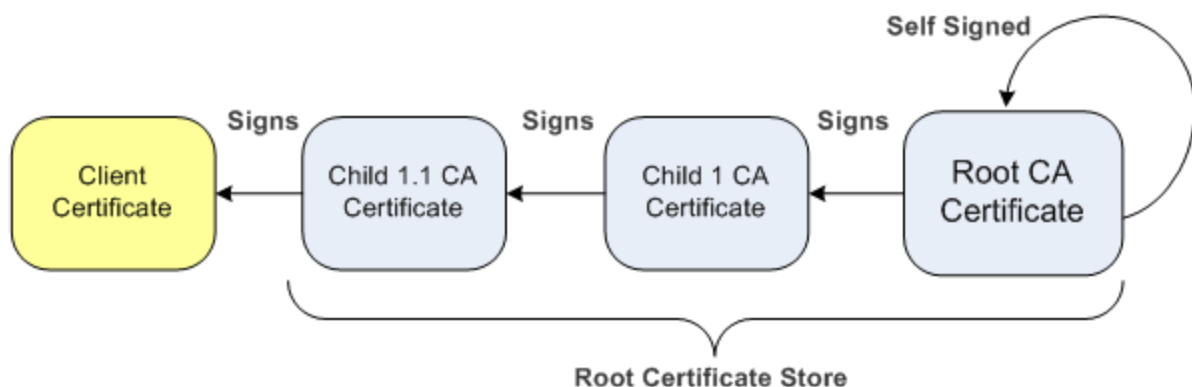 Self Signed
Signs
Signs
Signs
Client
Certificate
Child 1.1 CA
Certificate
Child 1 CA
Certificate
Root CA
Certificate
Root Certificate Store